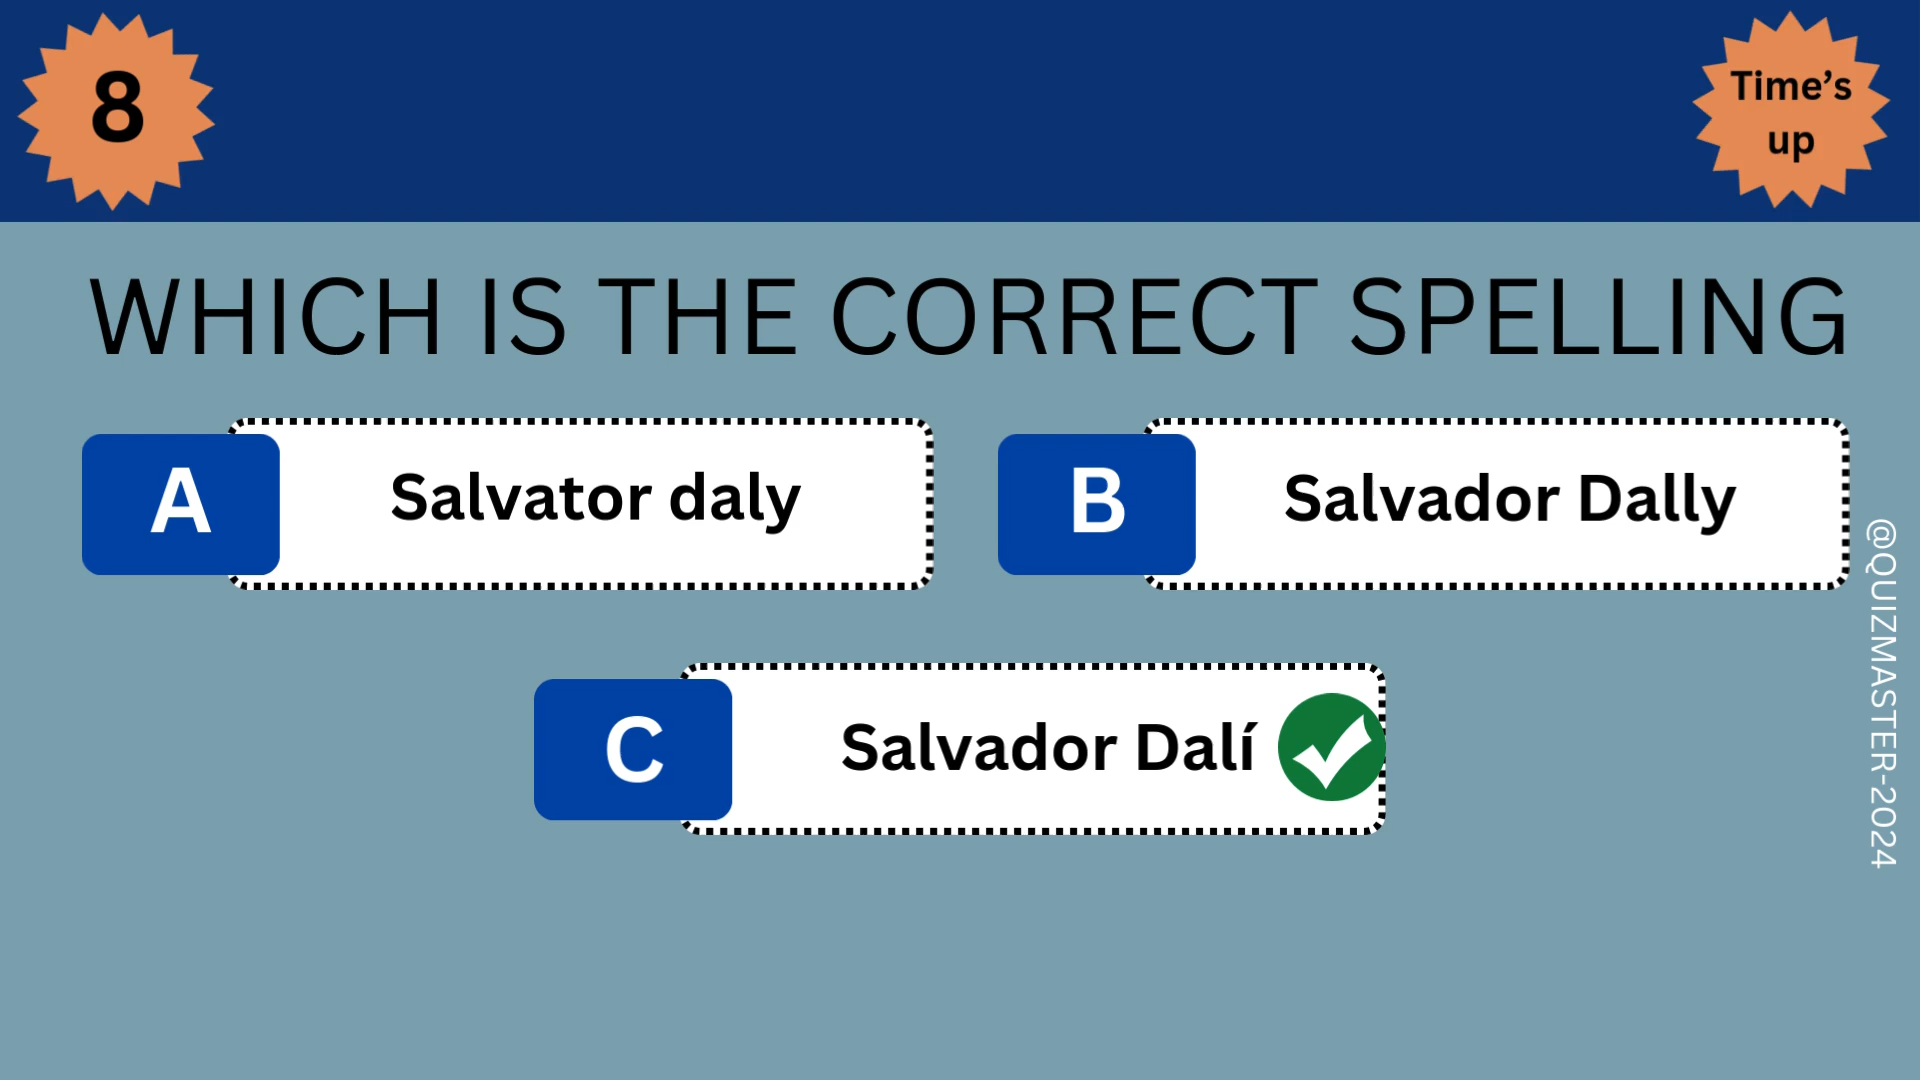 8
Time’s
up
WHICH IS THE CORRECT SPELLING
A
Salvator daly
B
Salvador Dally
C
Salvador Dalí
@QUIZMASTER-2024